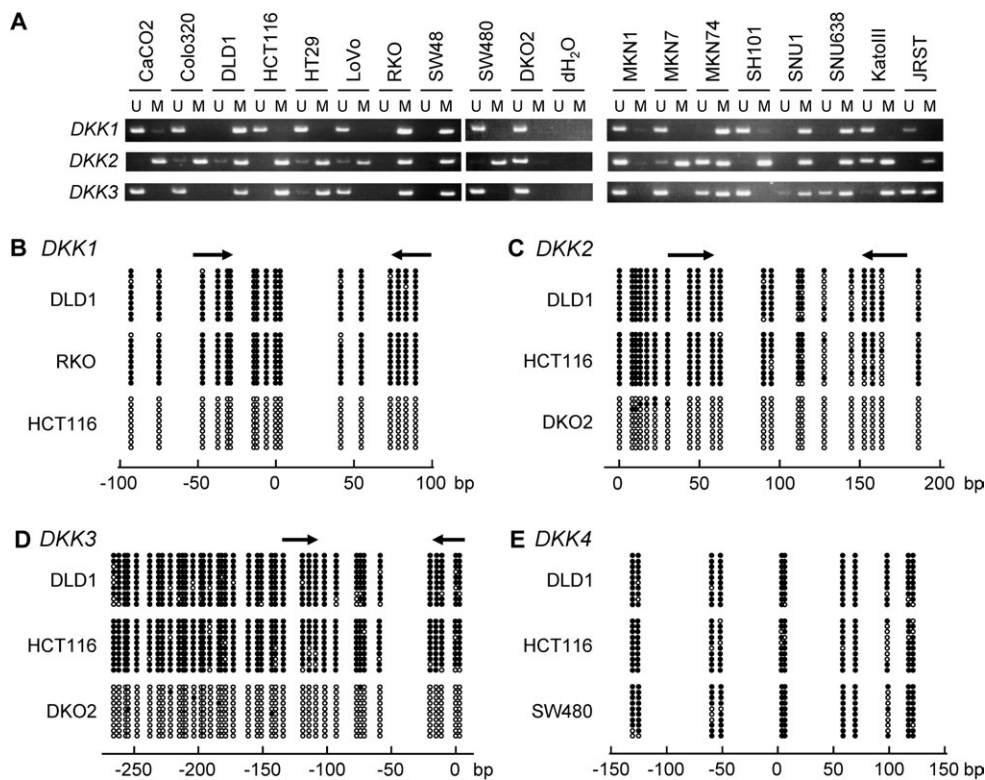 A
CaCO2 Colo320 DLD1 HCT116 HT29 LoVo RKO SW48 SW480 DKO2 dH2O MKN1 MKN7 MKN74 SH101 SNU1 SNU638 KatoIII JRST
U M U M U M U M U M U M U M U M U M U M U M U M U M U M U M U M U M U M U M
DKK1
DKK2
DKK3
B DKK1
DLD1
RKO
HCT116
-100 -50 0 50 100 bp
C DKK2
DLD1
HCT116
DKO2
0 50 100 150 200 bp
D DKK3
DLD1
HCT116
DKO2
-250 -200 -150 -100 -50 0 bp
E DKK4
DLD1
HCT116
SW480
-150 -100 -50 0 50 100 150 bp